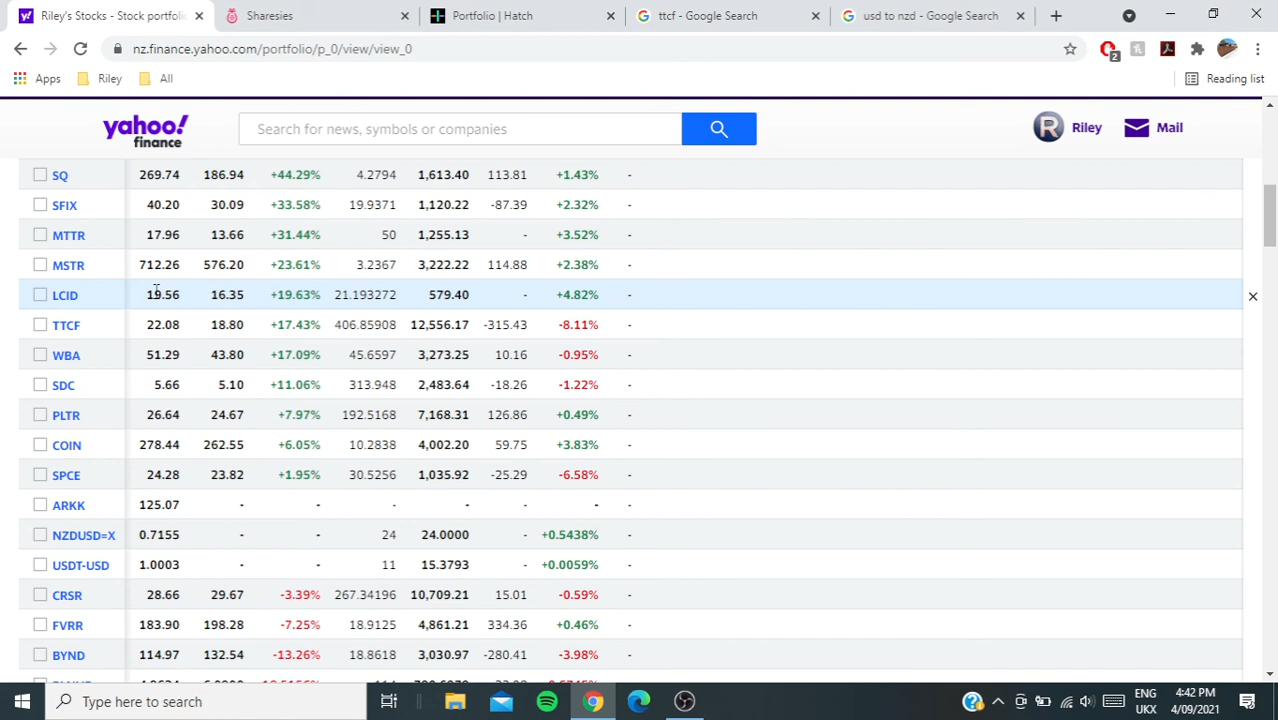 Riley's Stocks - Stock portfolio
Sharesies
Portfolio | Hatch
ttcf - Google Search
usd to nzd - Google Search
nz.finance.yahoo.com/portfolio/p_0/view/view_0
2
Apps Riley All Reading list
yahoo! finance
Search for news, symbols or companies
R Riley Mail
SQ 269.74 186.94 +44.29% 4.2794 1,613.40 113.81 +1.43% -
SFIX 40.20 30.09 +33.58% 19.9371 1,120.22 -87.39 +2.32% -
MTTR 17.96 13.66 +31.44% 50 1,255.13 - +3.52% -
MSTR 712.26 576.20 +23.61% 3.2367 3,222.22 114.88 +2.38% -
LCID 19.56 16.35 +19.63% 21.193272 579.40 - +4.82% -
TTCF 22.08 18.80 +17.43% 406.85908 12,556.17 -315.43 -8.11% -
WBA 51.29 43.80 +17.09% 45.6597 3,273.25 10.16 -0.95% -
SDC 5.66 5.10 +11.06% 313.948 2,483.64 -18.26 -1.22% -
PLTR 26.64 24.67 +7.97% 192.5168 7,168.31 126.86 +0.49% -
COIN 278.44 262.55 +6.05% 10.2838 4,002.20 59.75 +3.83% -
SPCE 24.28 23.82 +1.95% 30.5256 1,035.92 -25.29 -6.58% -
ARKK 125.07 - - - - - - -
NZDUSD=X 0.7155 - - 24 24.0000 - +0.5438% -
USDT-USD 1.0003 - - 11 15.3793 - +0.0059% -
CRSR 28.66 29.67 -3.39% 267.34196 10,709.21 15.01 -0.59% -
FVRR 183.90 198.28 -7.25% 18.9125 4,861.21 334.36 +0.46% -
BYND 114.97 132.54 -13.26% 18.8618 3,030.97 -280.41 -3.98% -
Type here to search
ENG
UKX
4:42 PM
4/09/2021